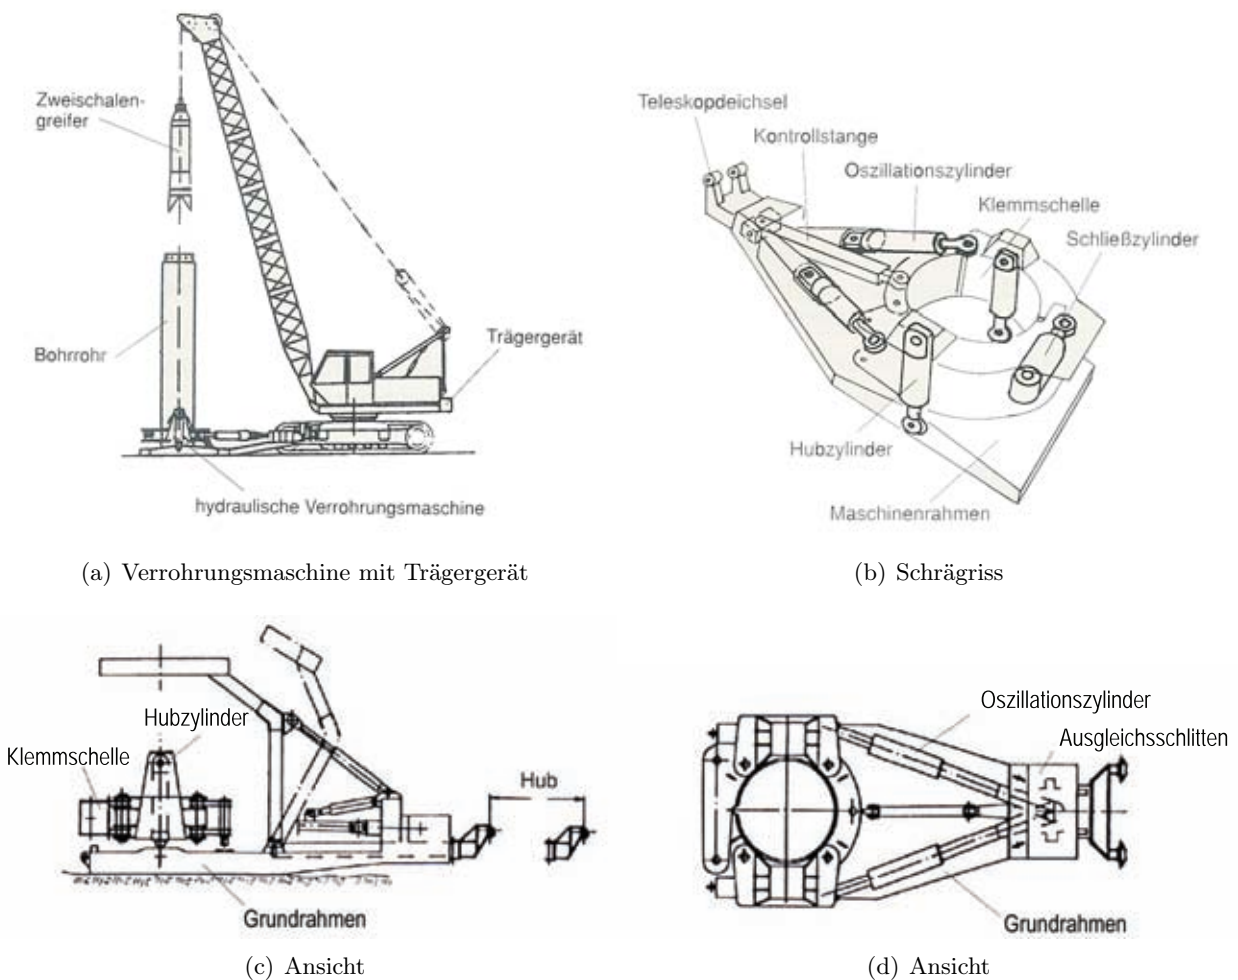 Zweischalen-
greifer
Bohrrohr
Trägergerät
hydraulische Verrohrungsmaschine
(a) Verrohrungsmaschine mit Trägergerät
Teleskopdeichsel
Kontrollstange
Oszillationszylinder
Klemmschelle
Schließzylinder
Hubzylinder
Maschinenrahmen
(b) Schrägriss
Hubzylinder
Klemmschelle
Hub
Grundrahmen
(c) Ansicht
Oszillationszylinder
Ausgleichsschlitten
Grundrahmen
(d) Ansicht